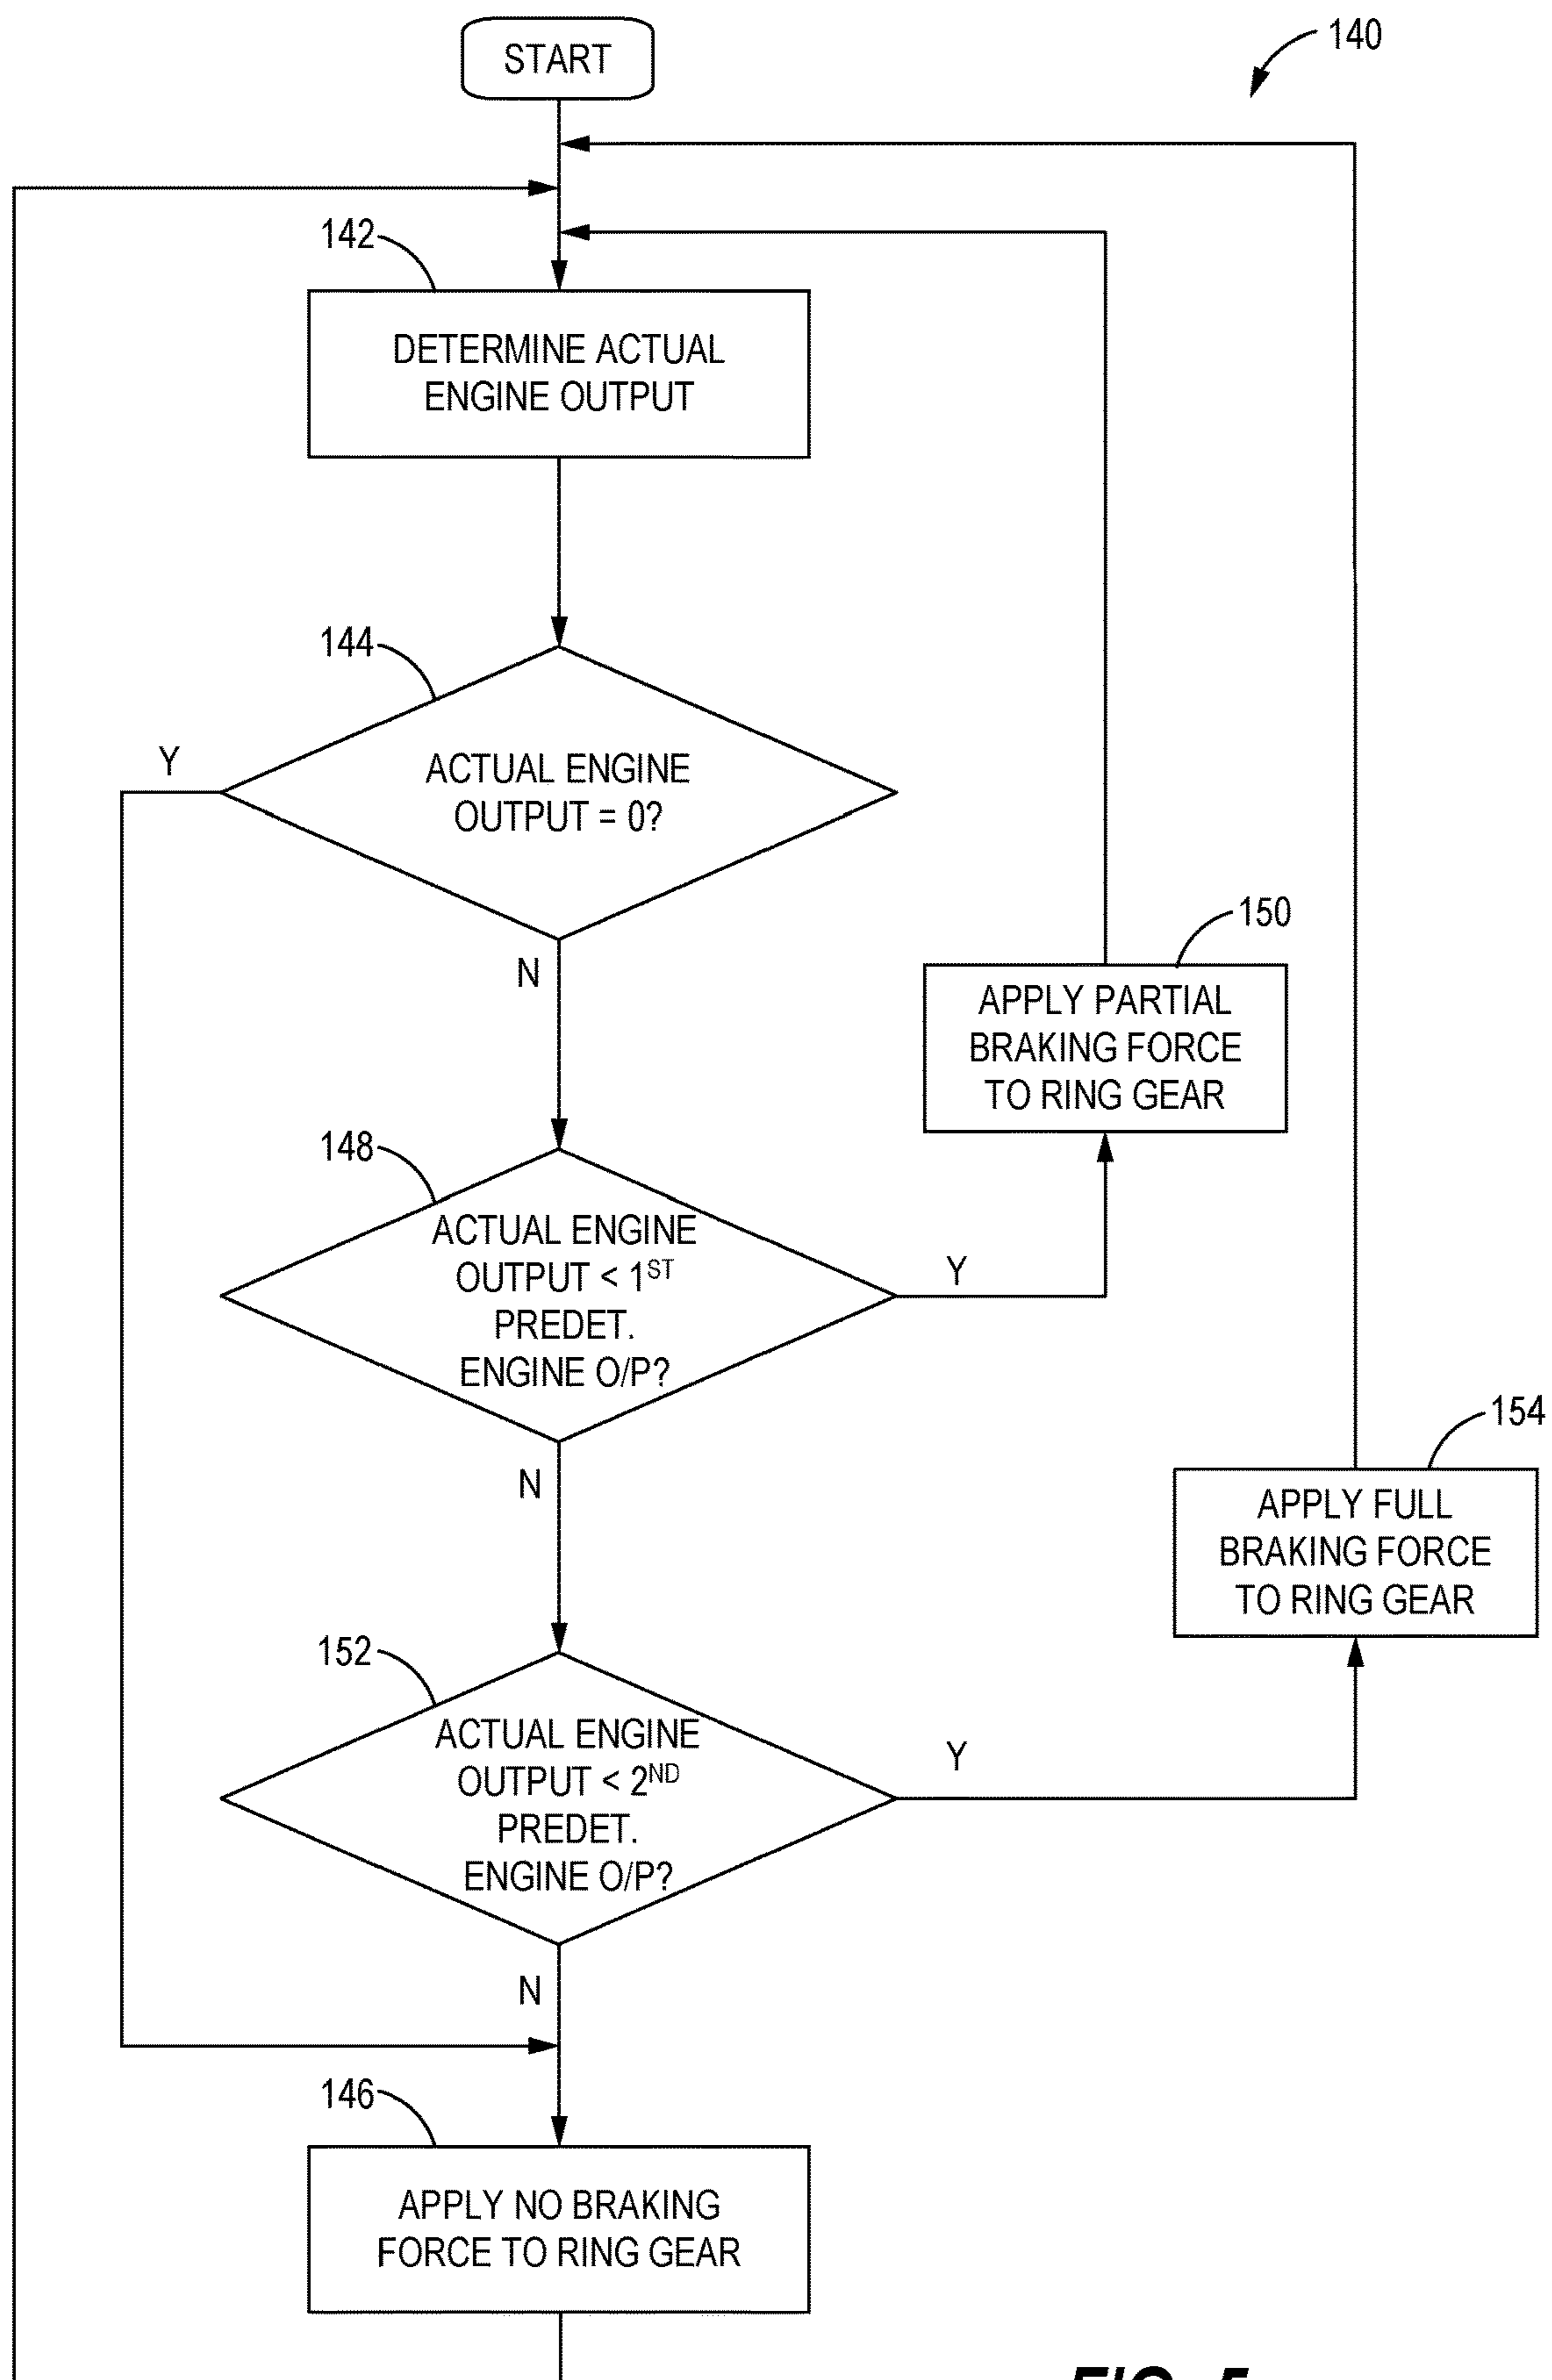 START
140
142
DETERMINE ACTUAL
ENGINE OUTPUT
144
Y
ACTUAL ENGINE
OUTPUT = 0?
N
150
APPLY PARTIAL
BRAKING FORCE
TO RING GEAR
148
ACTUAL ENGINE
OUTPUT < 1ST
PREDET.
ENGINE O/P?
Y
N
154
APPLY FULL
BRAKING FORCE
TO RING GEAR
152
ACTUAL ENGINE
OUTPUT < 2ND
PREDET.
ENGINE O/P?
Y
N
146
APPLY NO BRAKING
FORCE TO RING GEAR